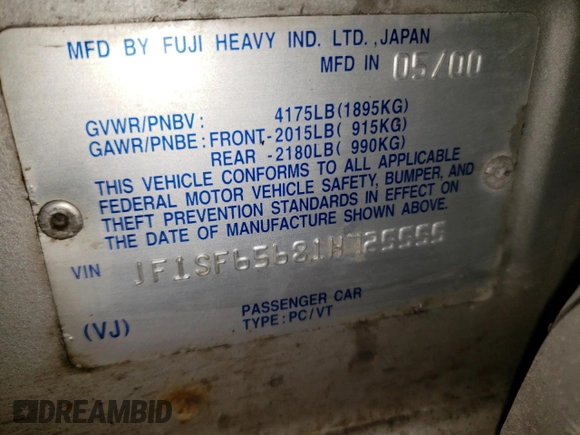 MFD BY FUJI HEAVY IND. LTD., JAPAN
MFD IN 05/00
GVWR/PNBV: 4175LB(1895KG)
GAWR/PNBE: FRONT-2015LB( 915KG)
REAR -2180LB( 990KG)
THIS VEHICLE CONFORMS TO ALL APPLICABLE
FEDERAL MOTOR VEHICLE SAFETY, BUMPER, AND
THEFT PREVENTION STANDARDS IN EFFECT ON
THE DATE OF MANUFACTURE SHOWN ABOVE.
VIN
PASSENGER CAR
(VJ) TYPE: PC/VT
DREAMBID